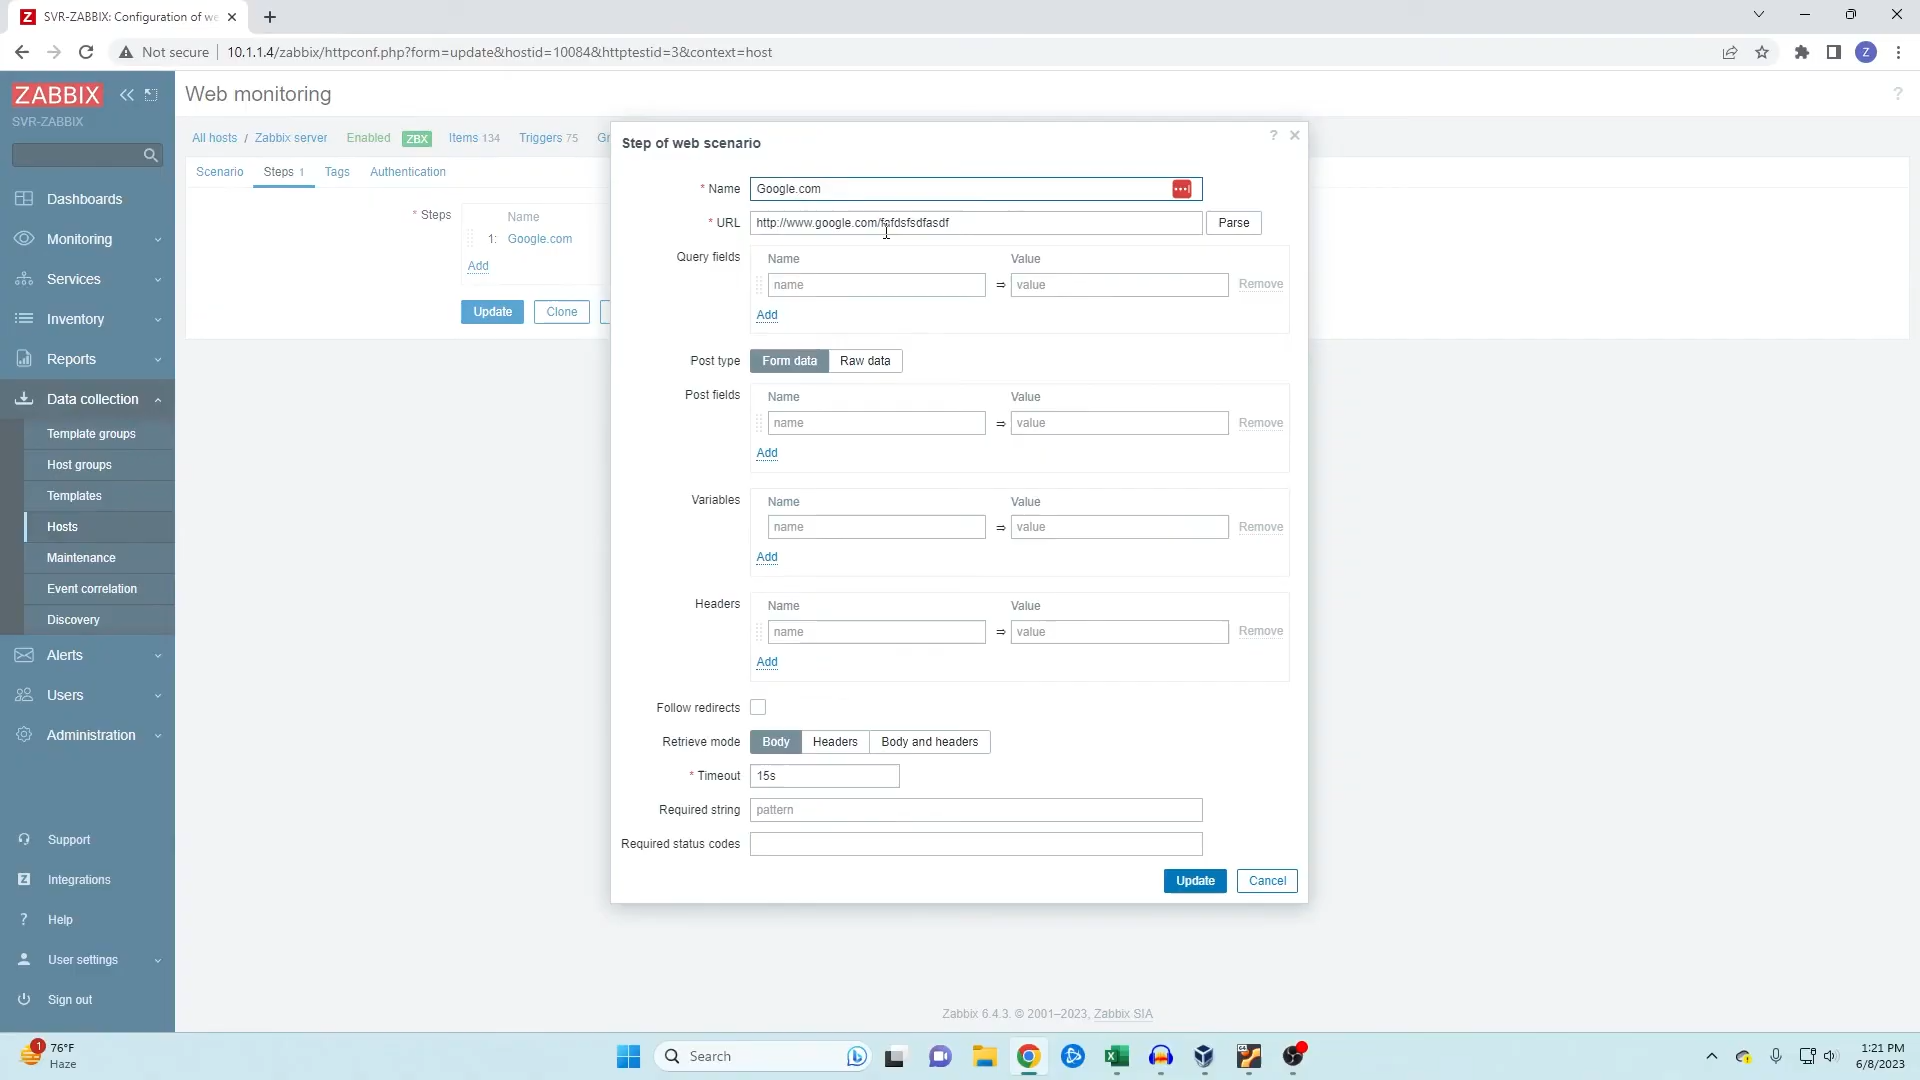 SVR-ZABBIX: Configuration of we
Not secure
10.1.1.4/zabbix/httpconf.php?form=update&hostid=10084&httptestid=3&context=host
Z
ZABBIX
SVR-ZABBIX
Dashboards
Monitoring
Services
Inventory
Reports
Data collection
Template groups
Host groups
Templates
Hosts
Maintenance
Event correlation
Discovery
Alerts
Users
Administration
Support
Integrations
Help
User settings
Sign out
Web monitoring
?
All hosts / Zabbix server Enabled ZBX Items 134 Triggers 75 Gr
Scenario Steps 1 Tags Authentication
* Steps
Name
1: Google.com
Add
Update Clone
Step of web scenario
?
* Name Google.com
* URL http://www.google.com/fafdsfsdfasdf Parse
Query fields Name Value
name ⇒ value Remove
Add
Post type Form data Raw data
Post fields Name Value
name ⇒ value Remove
Add
Variables Name Value
name ⇒ value Remove
Add
Headers Name Value
name ⇒ value Remove
Add
Follow redirects
Retrieve mode Body Headers Body and headers
* Timeout 15s
Required string pattern
Required status codes
Update Cancel
Zabbix 6.4.3. © 2001–2023, Zabbix SIA
1
76°F
Haze
Search
1:21 PM
6/8/2023